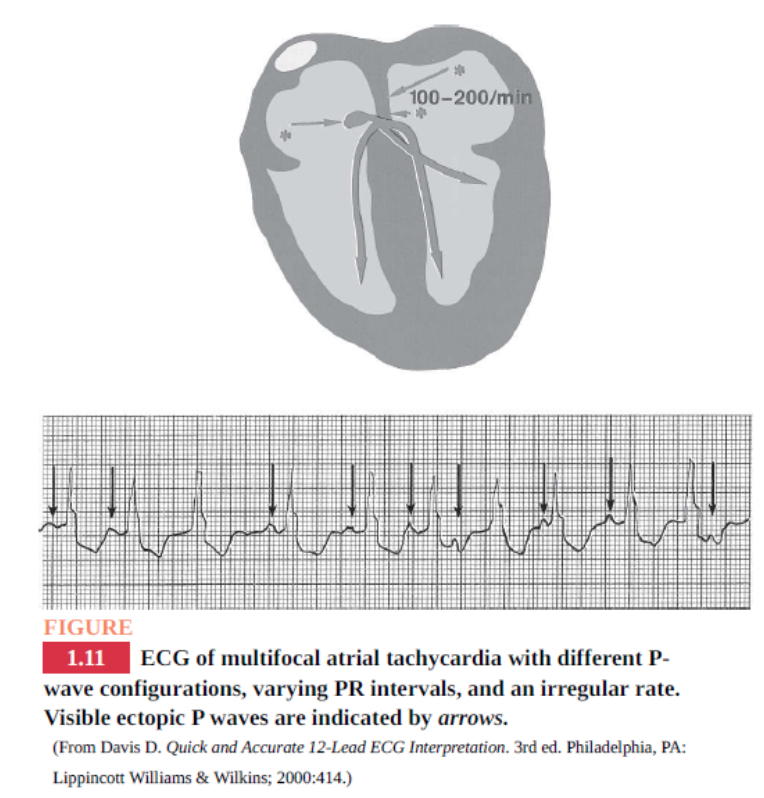 100–200/min
FIGURE
1.11 ECG of multifocal atrial tachycardia with different P-
wave configurations, varying PR intervals, and an irregular rate.
Visible ectopic P waves are indicated by arrows.
(From Davis D. Quick and Accurate 12-Lead ECG Interpretation. 3rd ed. Philadelphia, PA:
Lippincott Williams & Wilkins; 2000:414.)